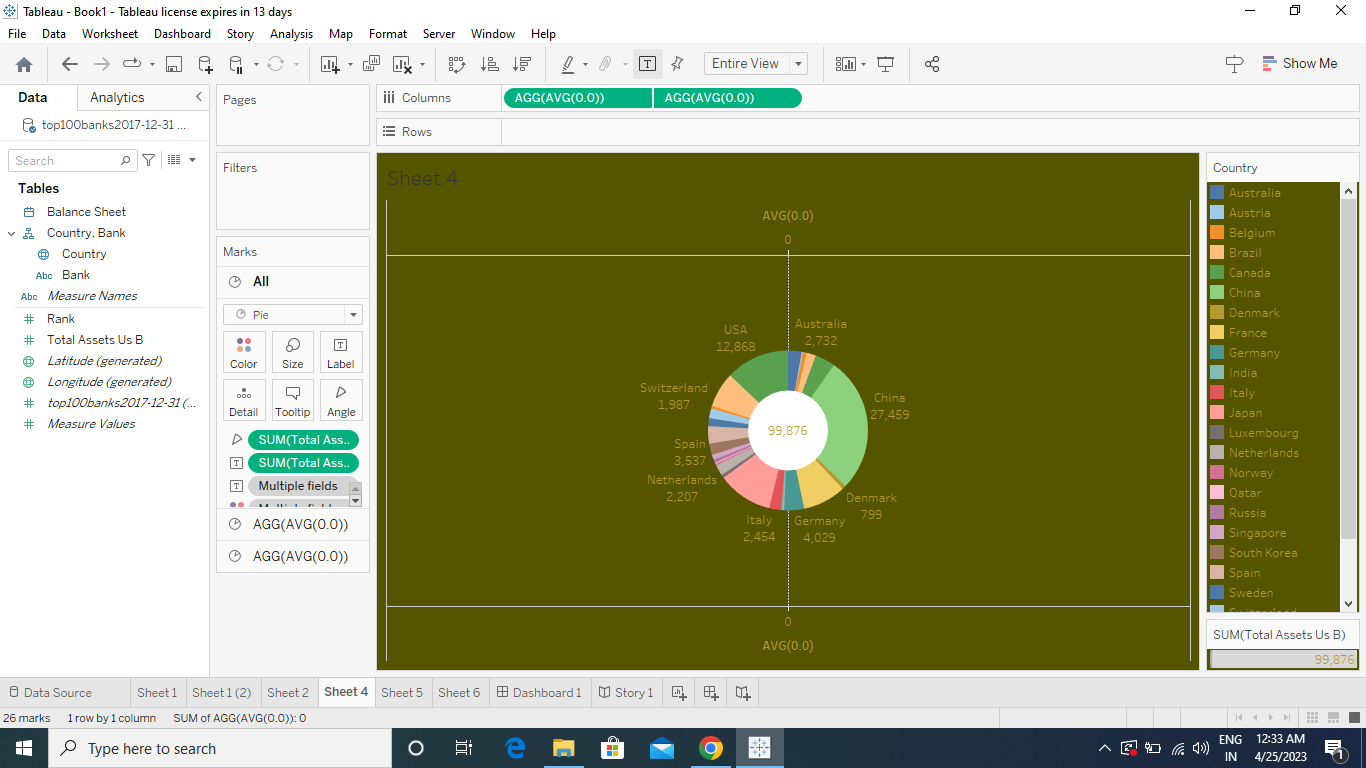 Tableau - Book1 - Tableau license expires in 13 days
File Data Worksheet Dashboard Story Analysis Map Format Server Window Help
Entire View
Show Me
Data Analytics
top100banks2017-12-31 ...
Search
Tables
Balance Sheet
Country, Bank
Country
Abc Bank
Abc Measure Names
Rank
Total Assets Us B
Latitude (generated)
Longitude (generated)
top100banks2017-12-31 (...
Measure Values
Pages
Filters
Marks
All
Pie
Color Size Label
Detail Tooltip Angle
SUM(Total Ass..
SUM(Total Ass..
Multiple fields
AGG(AVG(0.0))
AGG(AVG(0.0))
Columns AGG(AVG(0.0)) AGG(AVG(0.0))
Rows
Sheet 4
AVG(0.0)
0
USA
12,868
Australia
2,732
Switzerland
1,987
China
27,459
99,876
Spain
3,537
Netherlands
2,207
Denmark
799
Italy
2,454
Germany
4,029
0
AVG(0.0)
Country
Australia
Austria
Belgium
Brazil
Canada
China
Denmark
France
Germany
India
Italy
Japan
Luxembourg
Netherlands
Norway
Qatar
Russia
Singapore
South Korea
Spain
Sweden
Switzerland
SUM(Total Assets Us B)
99,876
Data Source Sheet 1 Sheet 1 (2) Sheet 2 Sheet 4 Sheet 5 Sheet 6 Dashboard 1 Story 1
26 marks 1 row by 1 column SUM of AGG(AVG(0.0)): 0
Type here to search
ENG
IN
12:33 AM
4/25/2023
1